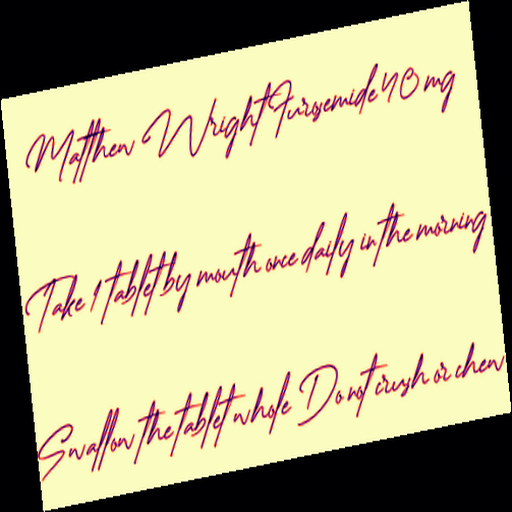 Matthew Wright Furosemide 40 mg
Take 1 tablet by mouth once daily in the morning
Swallow the tablet whole Do not crush or chew